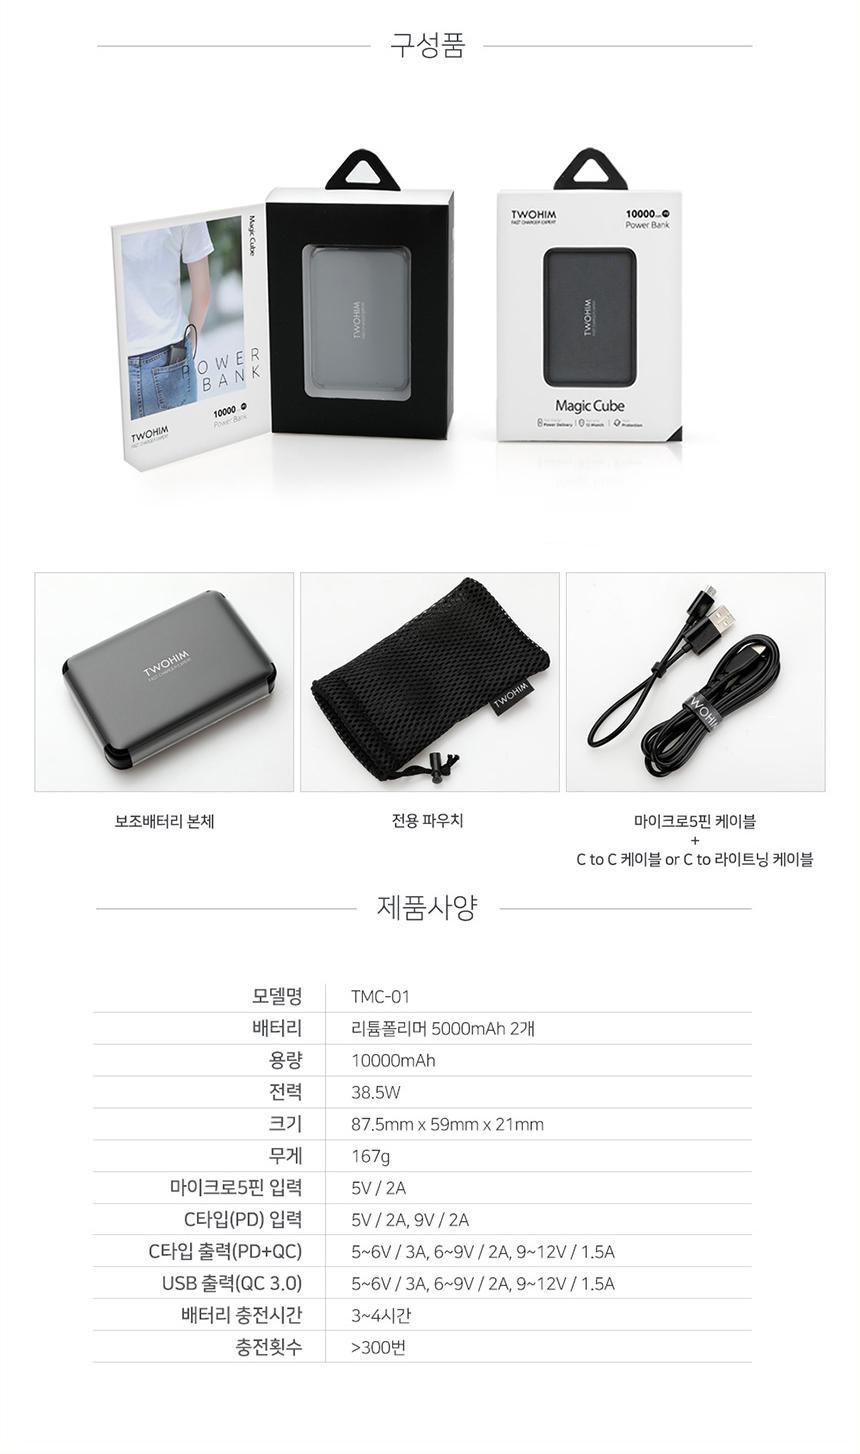 구성품
Magic Cube
OWER
BANK
10000
Power Bank
TWOHIM
FAST CHARGER EXPERT
TWOHIM
TWOHIM
FAST CHARGER EXPERT
10000
Power Bank
TWOHIM
Magic Cube
Power Delivery
12 Month
Protection
TWOHIM
FAST CHARGER EXPERT
TWOHIM
WOHI
보조배터리 본체
전용 파우치
마이크로5핀 케이블
+
C to C 케이블 or C to 라이트닝 케이블
제품사양
모델명 TMC-01
배터리 리튬폴리머 5000mAh 2개
용량 10000mAh
전력 38.5W
크기 87.5mm x 59mm x 21mm
무게 167g
마이크로5핀 입력 5V / 2A
C타입(PD) 입력 5V / 2A, 9V / 2A
C타입 출력(PD+QC) 5~6V / 3A, 6~9V / 2A, 9~12V / 1.5A
USB 출력(QC 3.0) 5~6V / 3A, 6~9V / 2A, 9~12V / 1.5A
배터리 충전시간 3~4시간
충전횟수 >300번